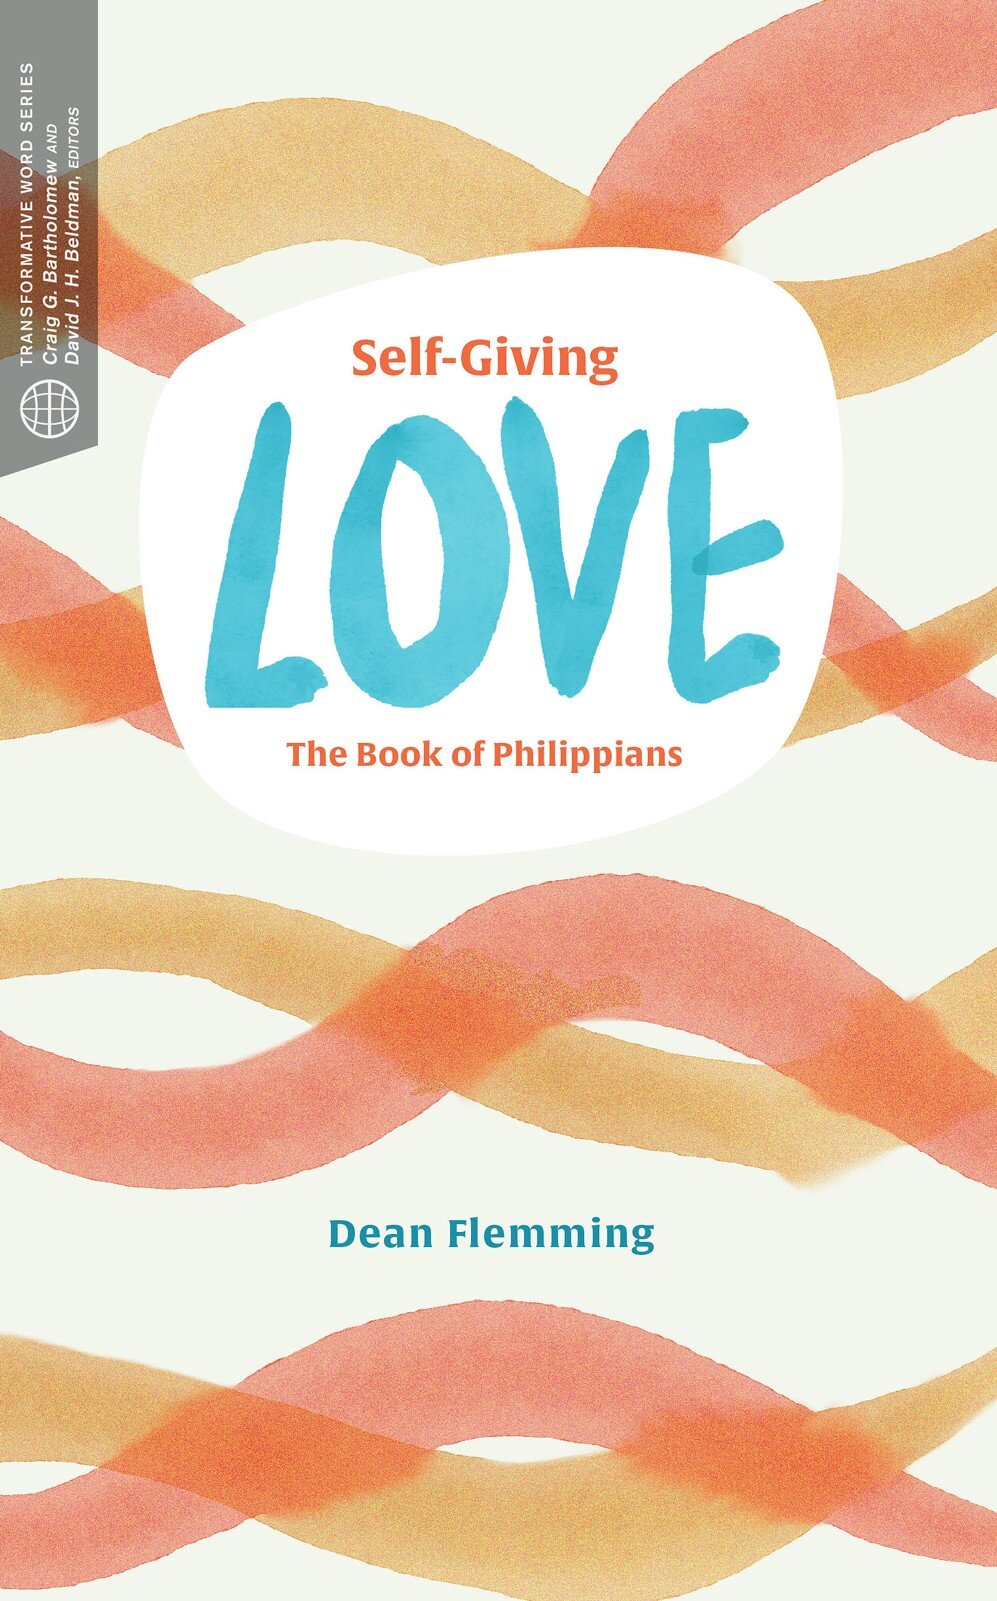 TRANSFORMATIVE WORD SERIES
Craig G. Bartholomew AND
David J. H. Beldman, EDITORS
Self-Giving
LOVE
The Book of Philippians
Dean Flemming